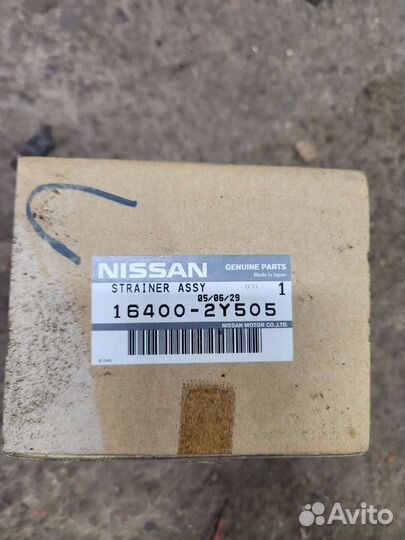 NISSAN GENUINE PARTS
Made in Japan
STRAINER ASSY Q'TY 1
05/06/29
16400-2Y505
NISSAN MOTOR CO.,LTD.
Avito